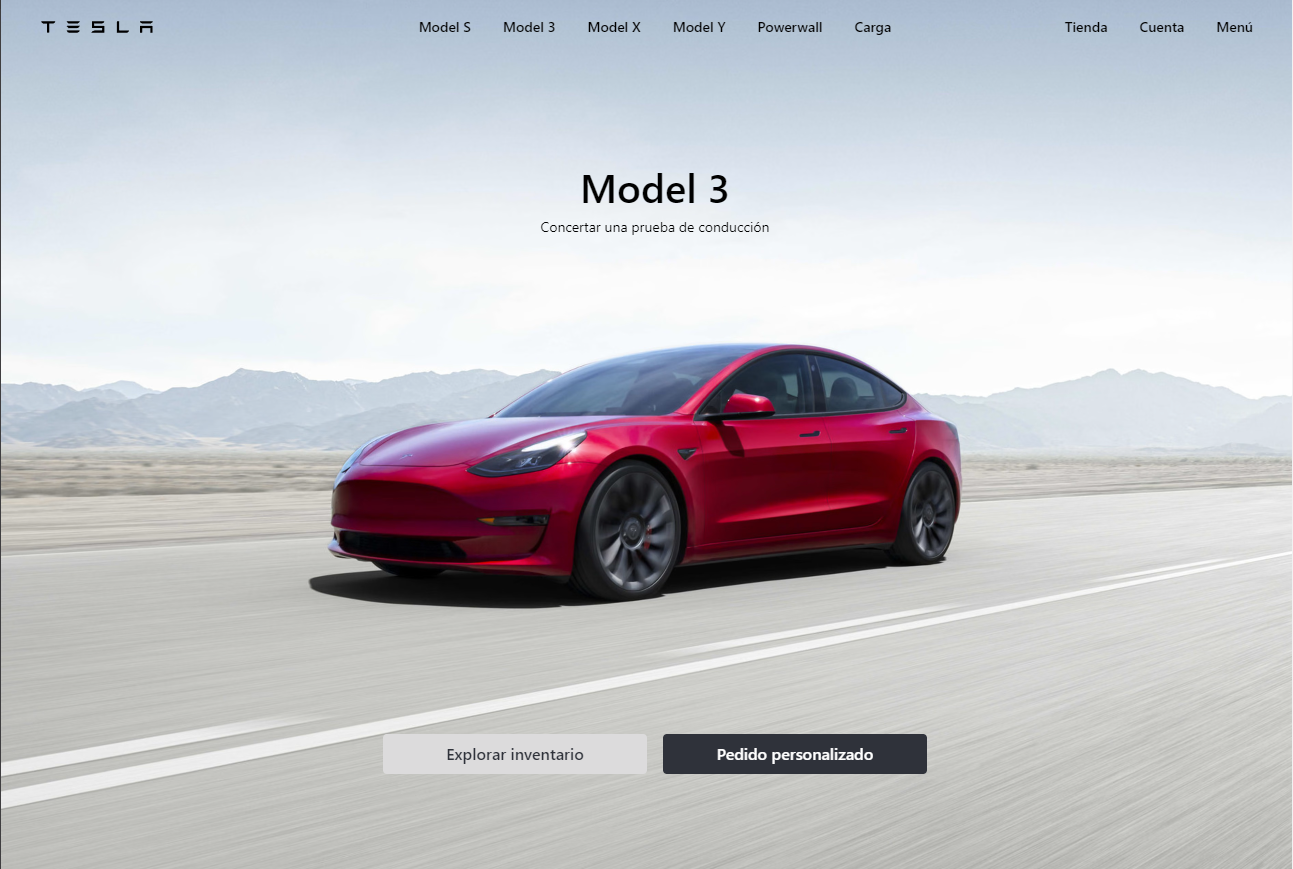 TESLA
Model S Model 3 Model X Model Y Powerwall Carga
Tienda Cuenta Menú
Model 3
Concertar una prueba de conducción
Explorar inventario
Pedido personalizado